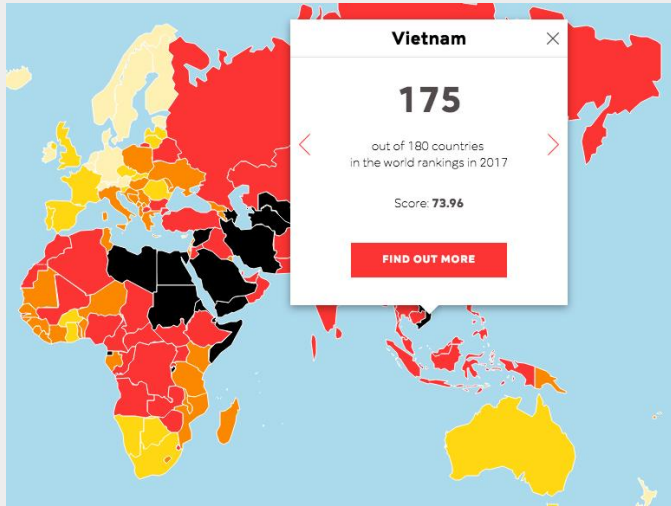 Vietnam
175
out of 180 countries
in the world rankings in 2017
Score: 73.96
FIND OUT MORE